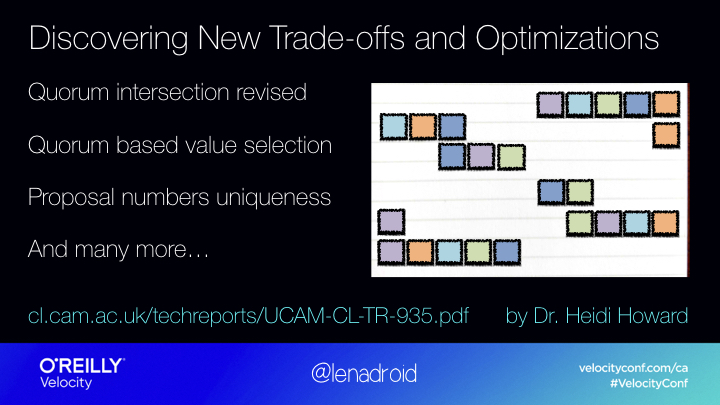 Discovering New Trade-offs and Optimizations
Quorum intersection revised
Quorum based value selection
Proposal numbers uniqueness
And many more…
cl.cam.ac.uk/techreports/UCAM-CL-TR-935.pdf by Dr. Heidi Howard
O'REILLY®
Velocity
@lenadroid
velocityconf.com/ca
#VelocityConf